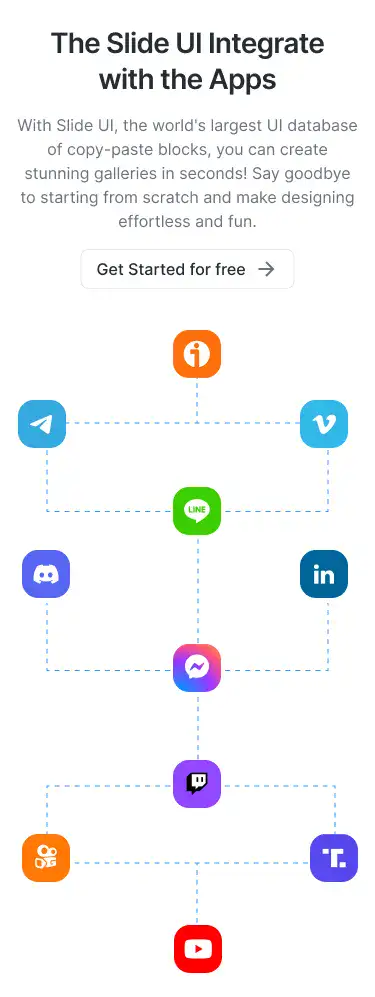 The Slide UI Integrate
with the Apps
With Slide UI, the world's largest UI database
of copy-paste blocks, you can create
stunning galleries in seconds! Say goodbye
to starting from scratch and make designing
effortless and fun.
Get Started for free
LINE
in
T.